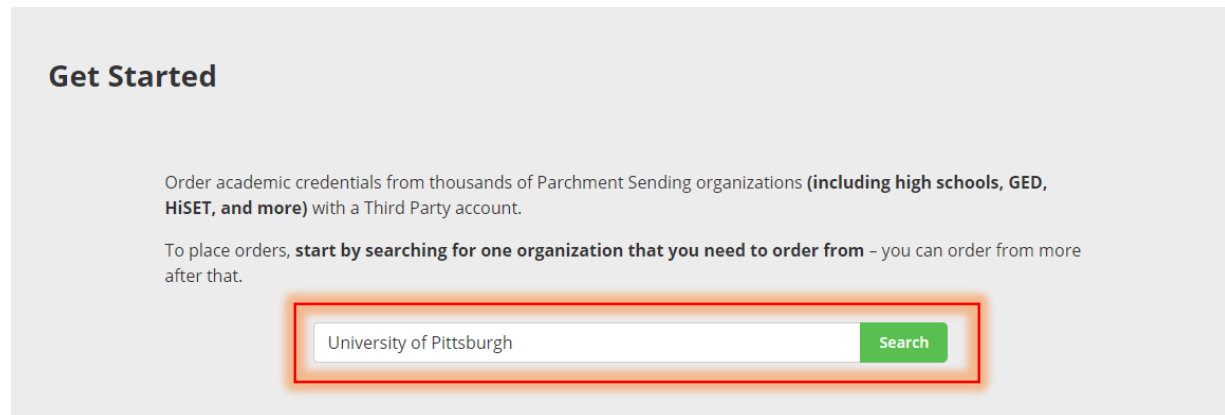 Get Started
Order academic credentials from thousands of Parchment Sending organizations (including high schools, GED,
HiSET, and more) with a Third Party account.
To place orders, start by searching for one organization that you need to order from – you can order from more
after that.
University of Pittsburgh Search